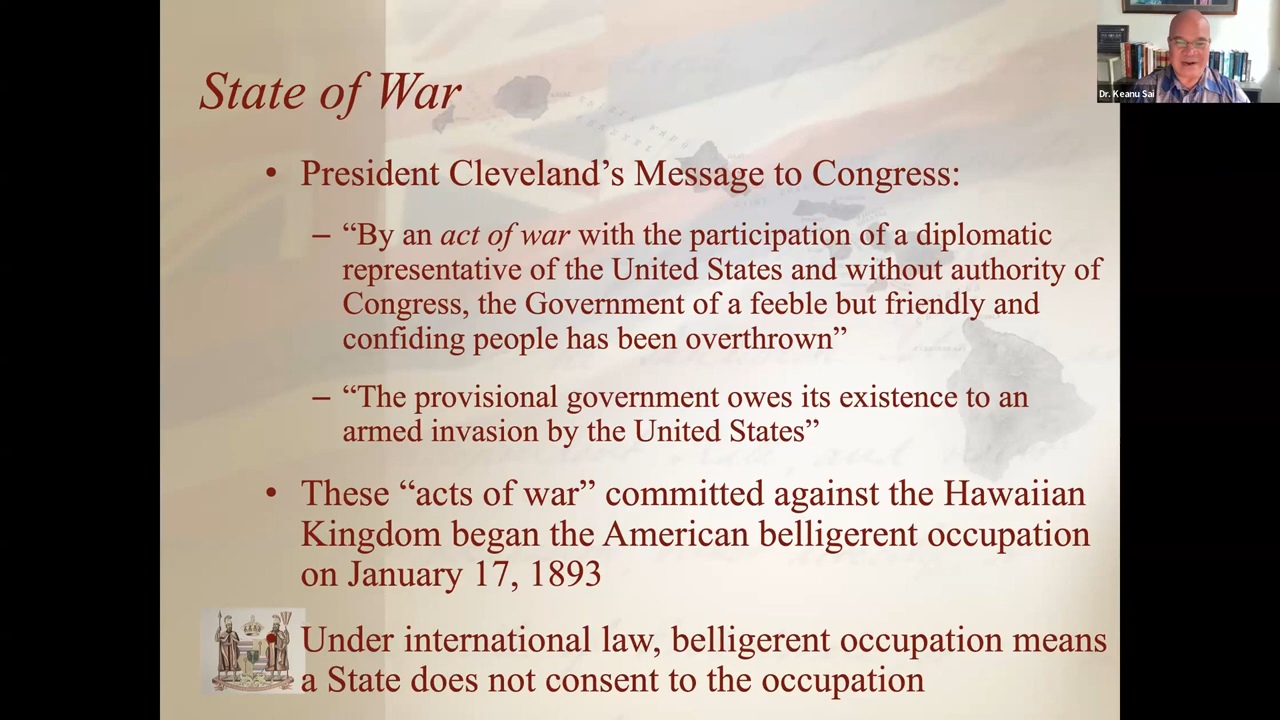 Dr. Keanu Sai
State of War
• President Cleveland’s Message to Congress:
– “By an act of war with the participation of a diplomatic
representative of the United States and without authority of
Congress, the Government of a feeble but friendly and
confiding people has been overthrown”
– “The provisional government owes its existence to an
armed invasion by the United States”
• These “acts of war” committed against the Hawaiian
Kingdom began the American belligerent occupation
on January 17, 1893
• Under international law, belligerent occupation means
a State does not consent to the occupation